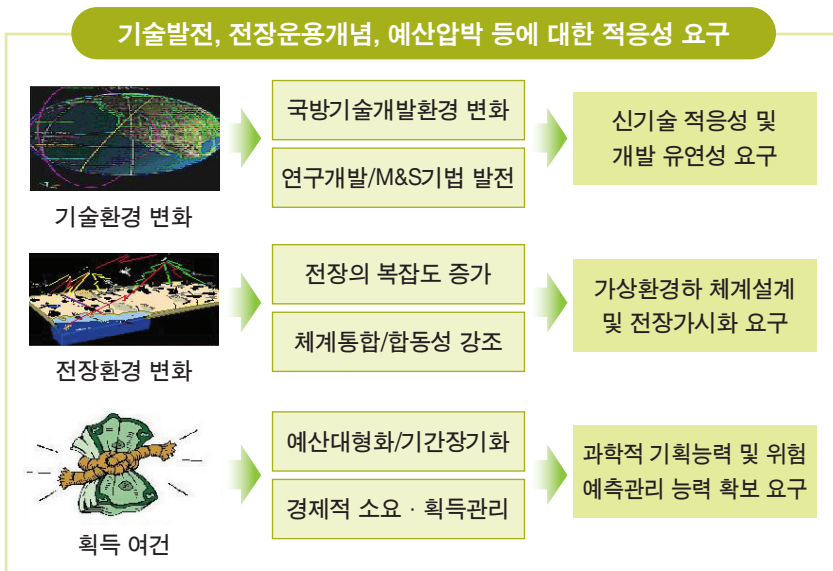 기술발전, 전장운용개념, 예산압박 등에 대한 적응성 요구
기술환경 변화
국방기술개발환경 변화
연구개발/M&S기법 발전
신기술 적응성 및
개발 유연성 요구
전장환경 변화
전장의 복잡도 증가
체계통합/합동성 강조
가상환경하 체계설계
및 전장가시화 요구
획득 여건
예산대형화/기간장기화
경제적 소요 · 획득관리
과학적 기획능력 및 위험
예측관리 능력 확보 요구